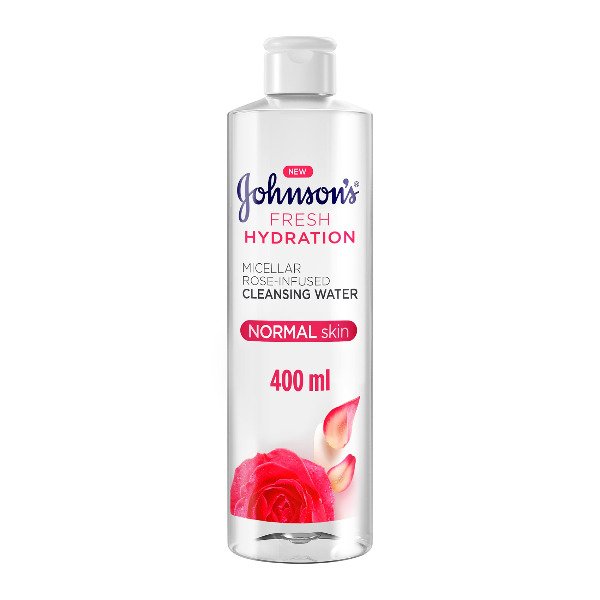 NEW
Johnson's®
FRESH
HYDRATION
MICELLAR
ROSE-INFUSED
CLEANSING WATER
NORMAL skin
400 ml